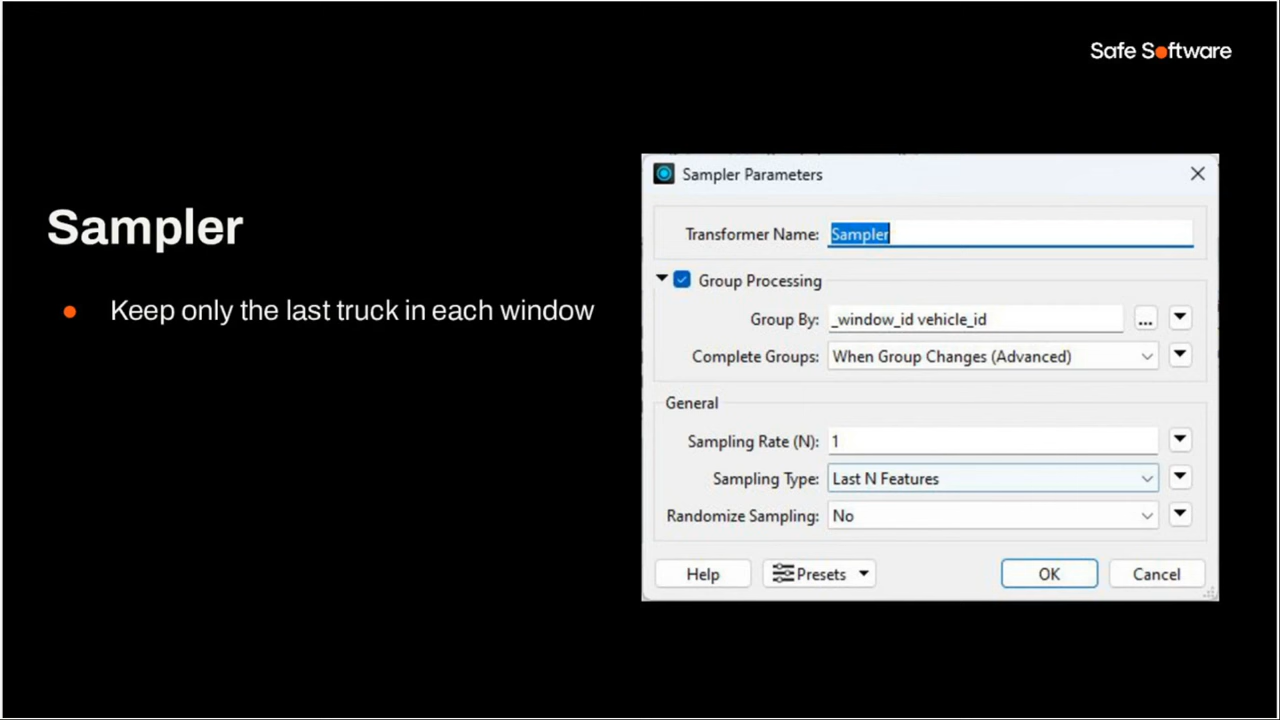 Safe Software
Sampler
Keep only the last truck in each window
Sampler Parameters
Transformer Name: Sampler
Group Processing
Group By: _window_id vehicle_id ...
Complete Groups: When Group Changes (Advanced)
General
Sampling Rate (N): 1
Sampling Type: Last N Features
Randomize Sampling: No
Help Presets OK Cancel